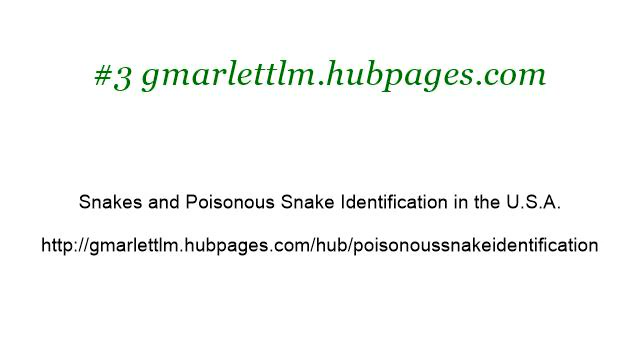 #3 gmarlettlm.hubpages.com
Snakes and Poisonous Snake Identification in the U.S.A.
http://gmarlettlm.hubpages.com/hub/poisonoussnakeidentification